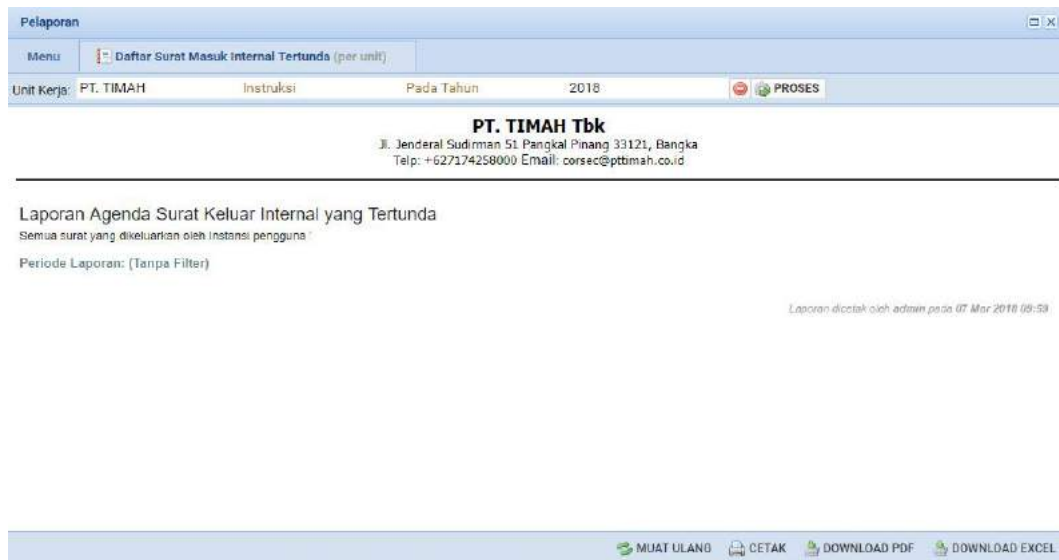 Pelaporan
Menu Daftar Surat Masuk Internal Tertunda (per unit)
Unit Kerja: PT. TIMAH Instruksi Pada Tahun 2018 PROSES
PT. TIMAH Tbk
Jl. Jenderal Sudirman 51 Pangkal Pinang 33121, Bangka
Telp: +627174258000 Email: corsec@pttimah.co.id
Laporan Agenda Surat Keluar Internal yang Tertunda
Semua surat yang dikeluarkan oleh Instansi pengguna '
Periode Laporan: (Tanpa Filter)
Laporan dicetak oleh admin pada 07 Mar 2018 09:59
MUAT ULANG CETAK DOWNLOAD PDF DOWNLOAD EXCEL